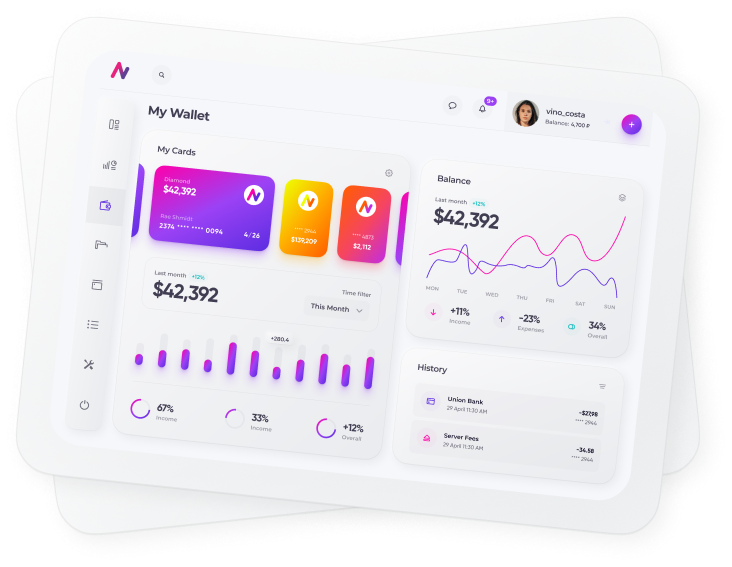 9+
vino_costa
Balance: 4,700 ₽
+
My Wallet
My Cards
Diamond
$42,392
Rae Shmidt
2374 **** **** 0094
4/26
**** 2944
$139,209
**** 4873
$2,112
Last month +12%
$42,392
Time filter
This Month
+280,4
67%
Income
33%
Income
+12%
Overall
Balance
Last month +12%
$42,392
MON TUE WED THU FRI SAT SUN
+11%
Income
-23%
Expenses
34%
Overall
History
Union Bank
29 April 11:30 AM
-$27,98
**** 2944
Server Fees
29 April 11:30 AM
-34.58
**** 2944